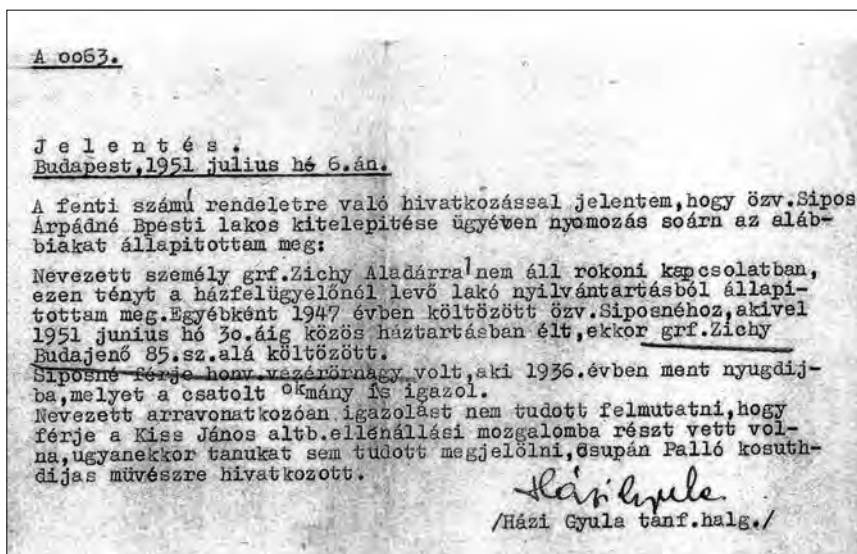 A oo63.
J e l e n t é s .
Budapest,1951 julius hó 6.án.
A fenti számú rendeletre való hivatkozással jelentem,hogy özv.Sipos
Árpádné Bpesti lakos kitelepitése ügyében nyomozás soárn az aláb-
biakat állapitottam meg:
Nevezett személy grf.Zichy Aladárral nem áll rokoni kapcsolatban,
ezen tényt a házfelügyelőnél levő lakó nyilvántartásból állapi-
tottam meg.Egyébként 1947 évben költözött özv.Siposnéhoz,akivel
1951 junius hó 3o.áig közös háztartásban élt,ekkor grf.Zichy
Budajenő 85.sz.alá költözött.
Siposné férje honv.vezérőrnagy volt,aki 1936.évben ment nyugdij-
ba,melyet a csatolt okmány is igazol.
Nevezett arravonatkozóan igazolást nem tudott felmutatni,hogy
férje a Kiss János altb.ellenállási mozgalomba részt vett vol-
na,ugyanekkor tanukat sem tudott megjelölni,csupán Palló kosuth-
dijas müvészre hivatkozott.
Házi Gyula
/Házi Gyula tanf.halg./